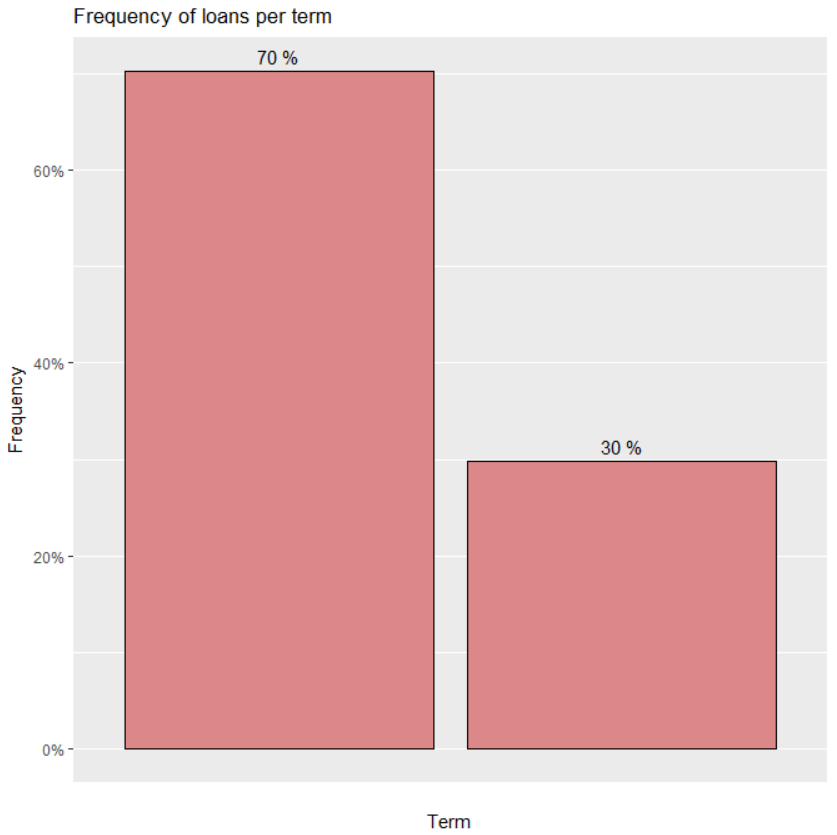 Frequency of loans per term
70 %
60%
40%
Frequency
30 %
20%
0%
Term